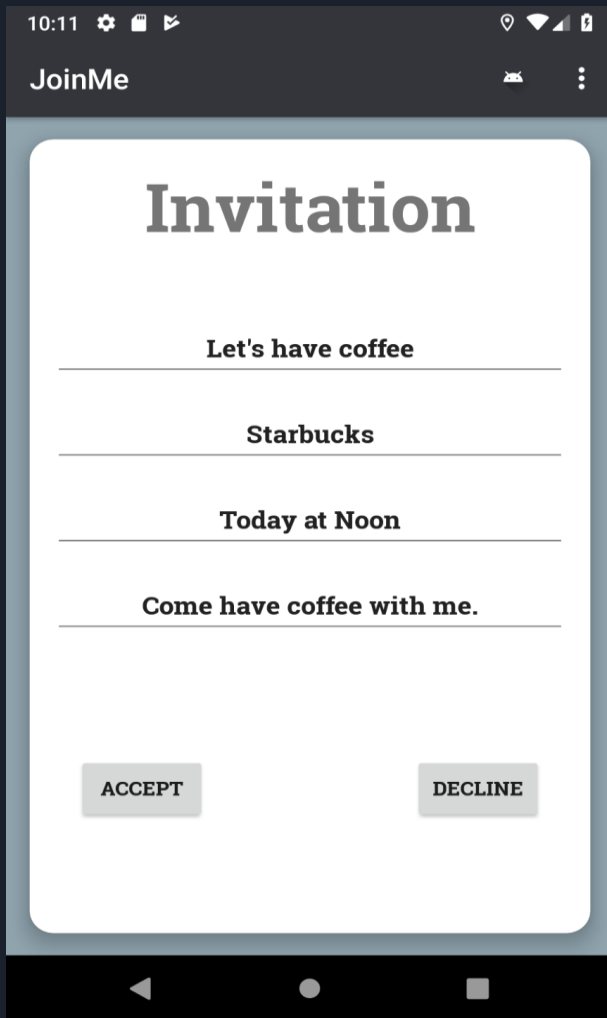 10:11
JoinMe
Invitation
Let's have coffee
Starbucks
Today at Noon
Come have coffee with me.
ACCEPT
DECLINE